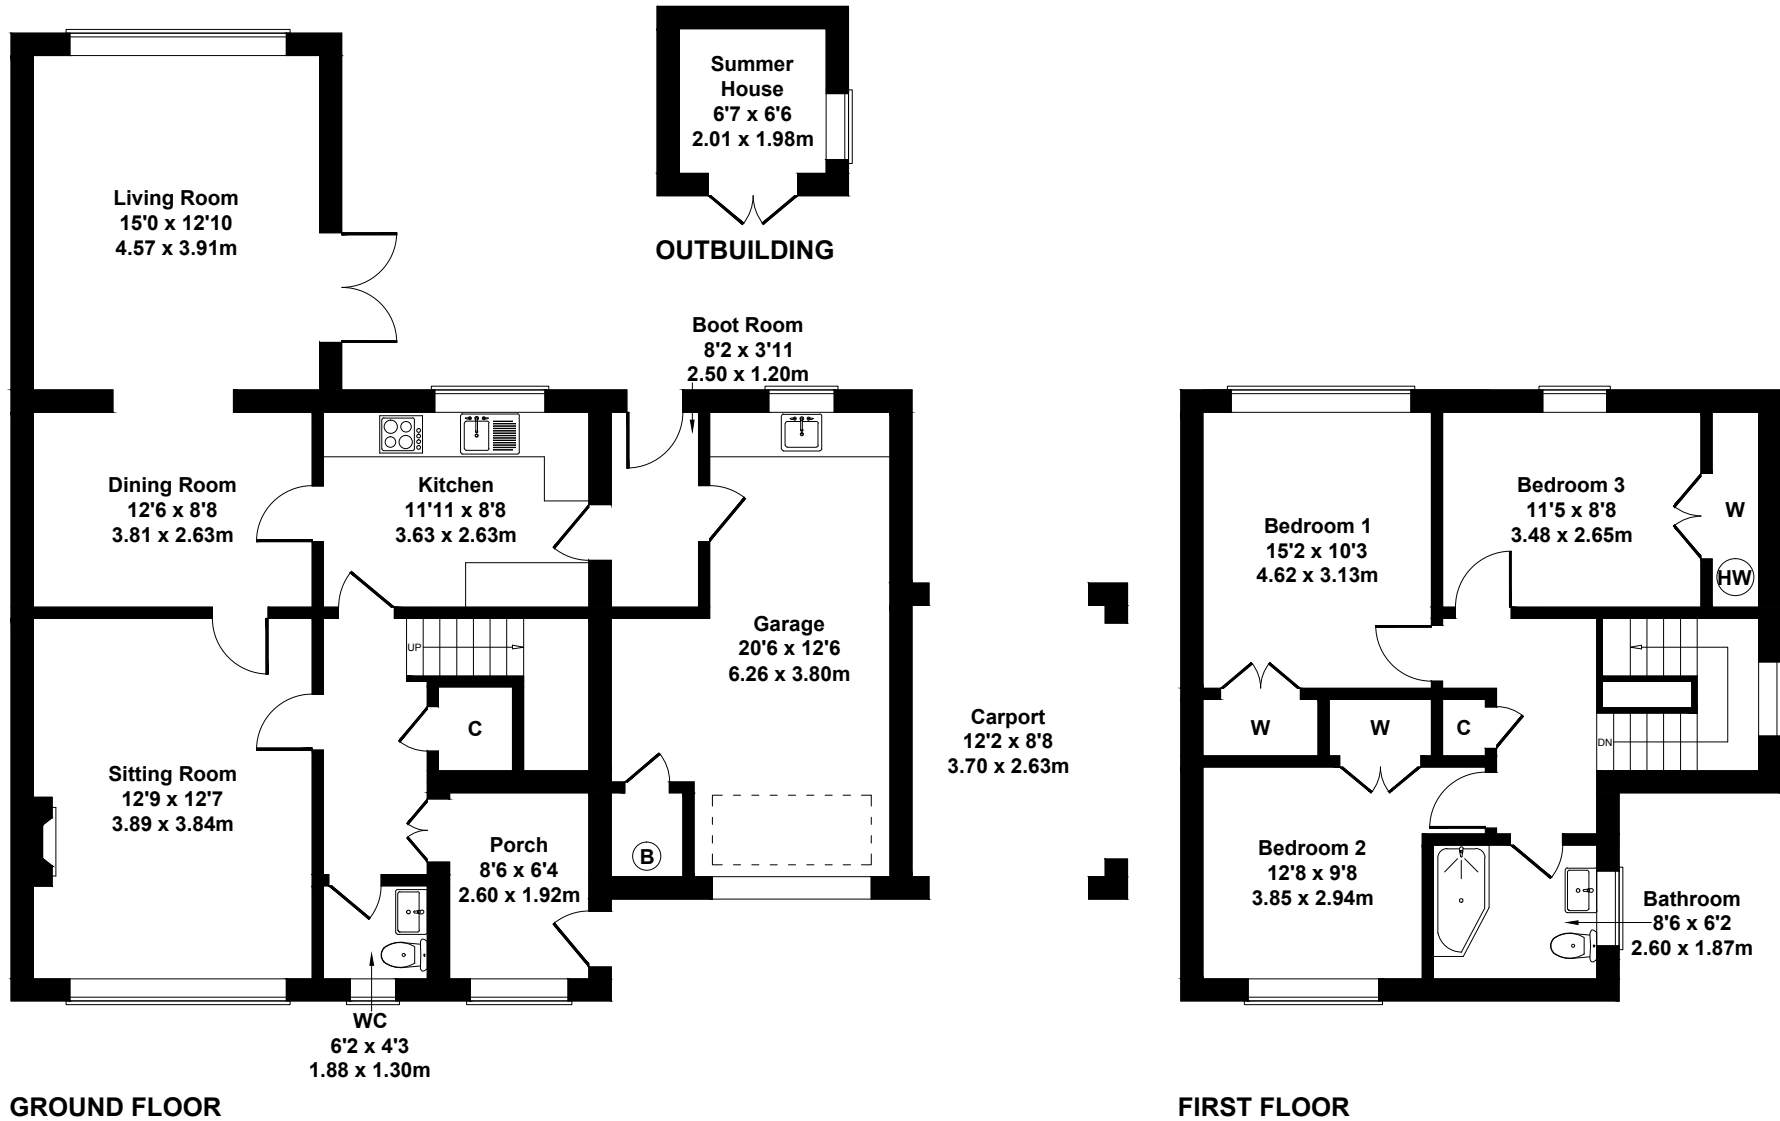 Summer
House
6'7 x 6'6
2.01 x 1.98m
OUTBUILDING
Living Room
15'0 x 12'10
4.57 x 3.91m
Boot Room
8'2 x 3'11
2.50 x 1.20m
Dining Room
12'6 x 8'8
3.81 x 2.63m
Kitchen
11'11 x 8'8
3.63 x 2.63m
UP
Garage
20'6 x 12'6
6.26 x 3.80m
Carport
12'2 x 8'8
3.70 x 2.63m
C
Sitting Room
12'9 x 12'7
3.89 x 3.84m
Porch
8'6 x 6'4
2.60 x 1.92m
B
WC
6'2 x 4'3
1.88 x 1.30m
GROUND FLOOR
Bedroom 1
15'2 x 10'3
4.62 x 3.13m
Bedroom 3
11'5 x 8'8
3.48 x 2.65m
W
HW
W
W
C
DN
Bedroom 2
12'8 x 9'8
3.85 x 2.94m
Bathroom
8'6 x 6'2
2.60 x 1.87m
FIRST FLOOR